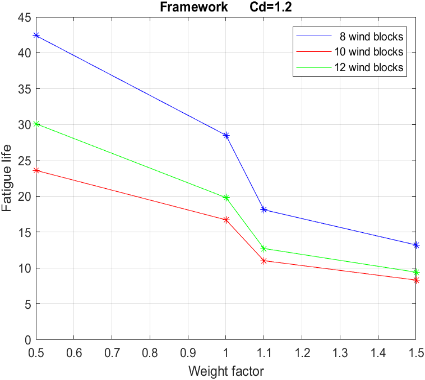 Framework Cd=1.2
45
40
35
30
25
20
15
10
5
0
Fatigue life
8 wind blocks
10 wind blocks
12 wind blocks
0.5 0.6 0.7 0.8 0.9 1 1.1 1.2 1.3 1.4 1.5
Weight factor